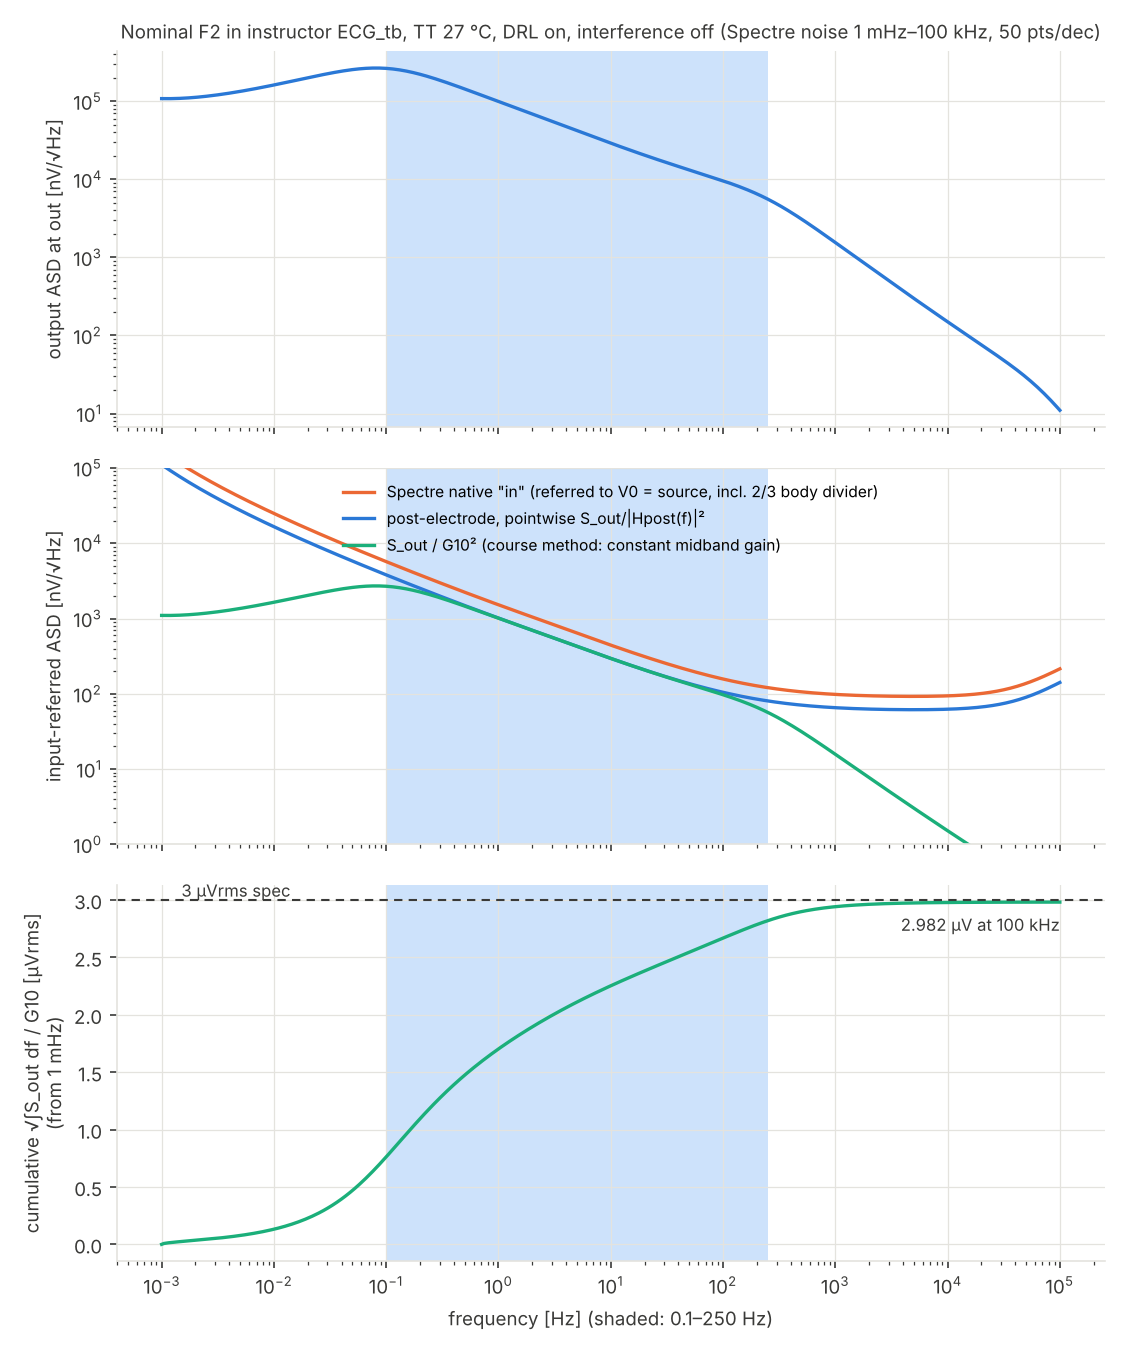 Nominal F2 in instructor ECG_tb, TT 27 °C, DRL on, interference off (Spectre noise 1 mHz–100 kHz, 50 pts/dec)
output ASD at out [nV/√Hz]
10⁵
10⁴
10³
10²
10¹
input-referred ASD [nV/√Hz]
10⁵
10⁴
10³
10²
10¹
10⁰
Spectre native "in" (referred to V0 = source, incl. 2/3 body divider)
post-electrode, pointwise S_out/|Hpost(f)|²
S_out / G10² (course method: constant midband gain)
cumulative √∫S_out df / G10 [µVrms]
(from 1 mHz)
3.0
2.5
2.0
1.5
1.0
0.5
0.0
3 µVrms spec
2.982 µV at 100 kHz
10⁻³ 10⁻² 10⁻¹ 10⁰ 10¹ 10² 10³ 10⁴ 10⁵
frequency [Hz] (shaded: 0.1–250 Hz)